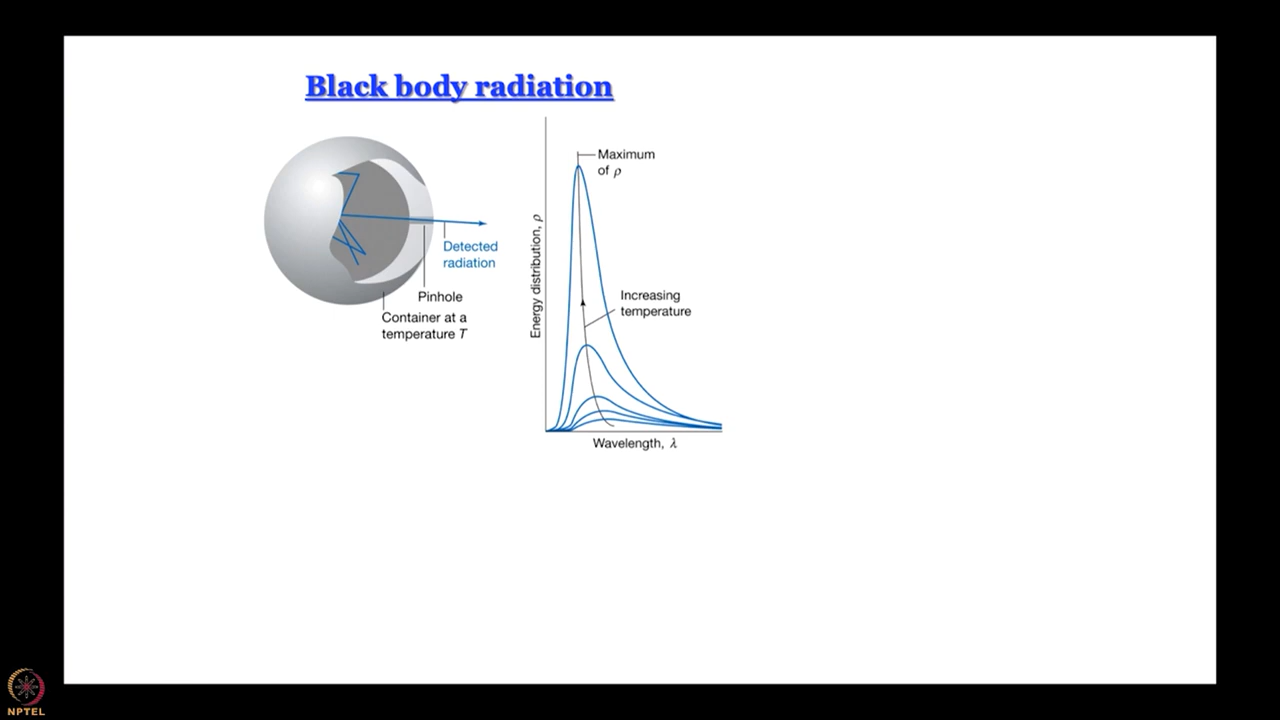 Black body radiation
Detected
radiation
Pinhole
Container at a
temperature T
Energy distribution, ρ
Maximum
of ρ
Increasing
temperature
Wavelength, λ
NPTEL